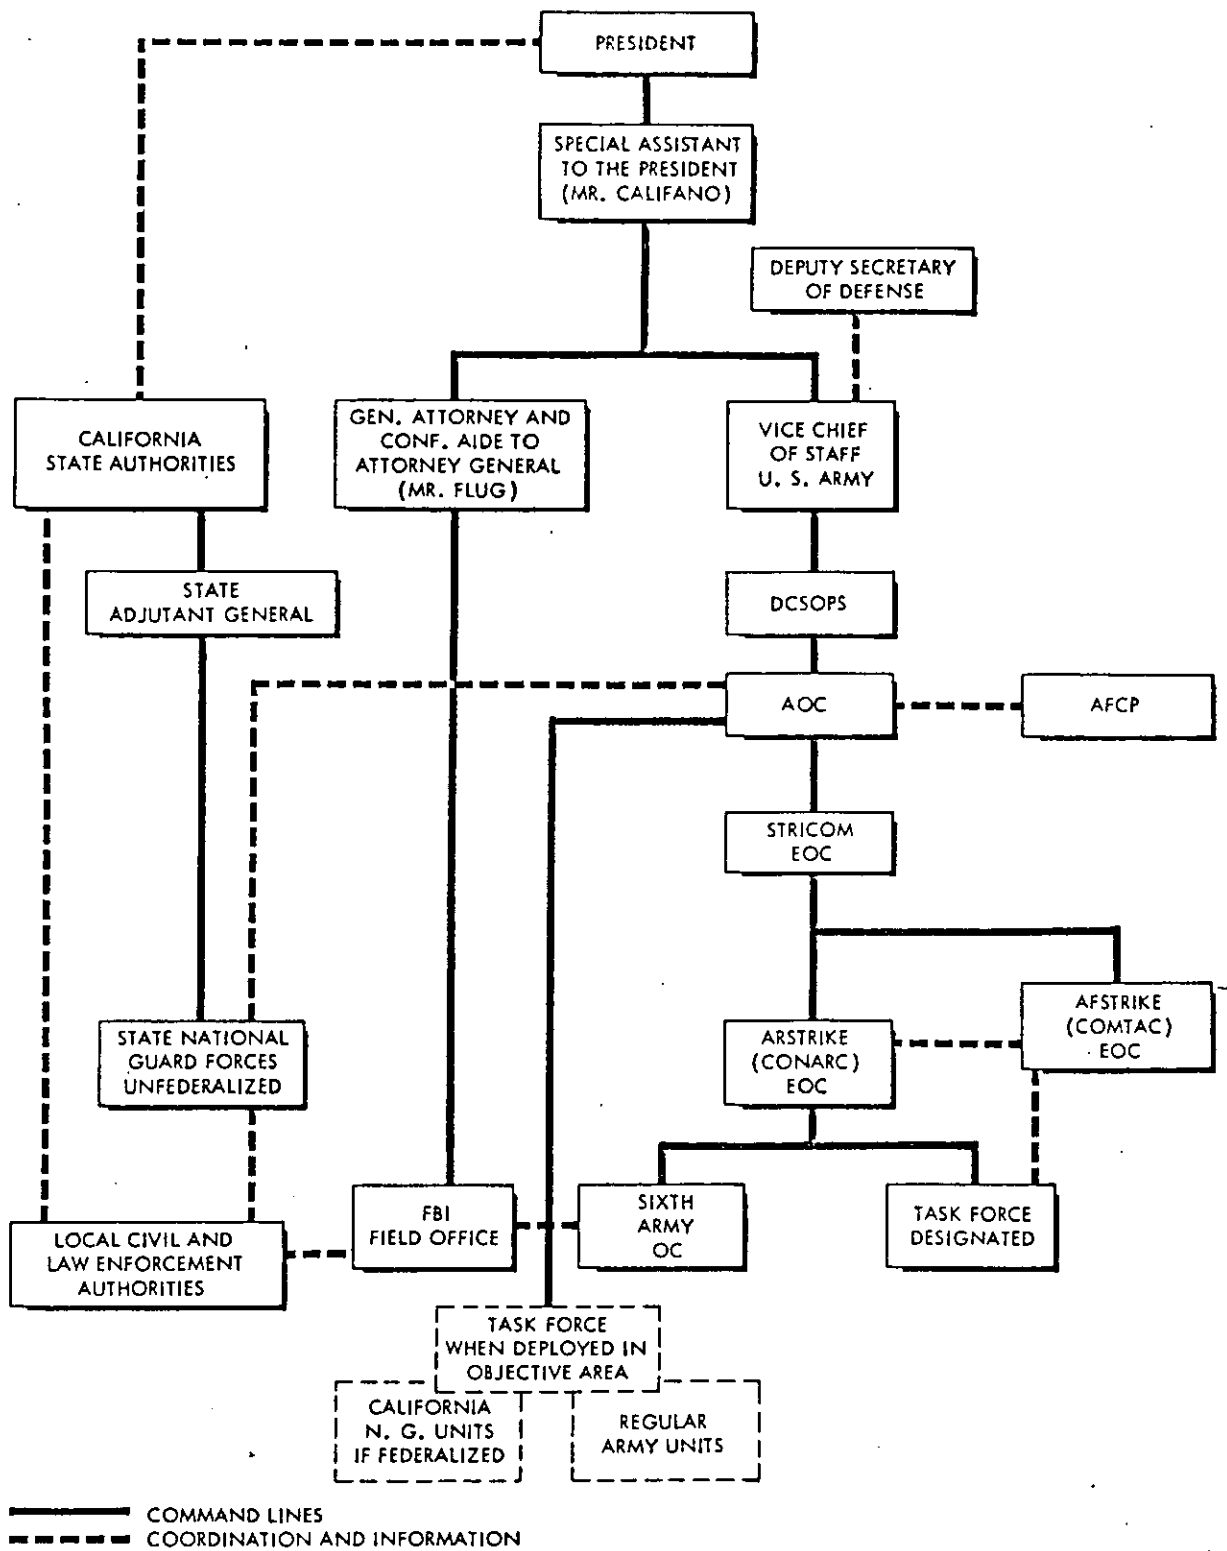 PRESIDENT
SPECIAL ASSISTANT
TO THE PRESIDENT
(MR. CALIFANO)
DEPUTY SECRETARY
OF DEFENSE
CALIFORNIA
STATE AUTHORITIES
GEN. ATTORNEY AND
CONF. AIDE TO
ATTORNEY GENERAL
(MR. FLUG)
VICE CHIEF
OF STAFF
U. S. ARMY
STATE
ADJUTANT GENERAL
DCSOPS
AOC
AFCP
STRICOM
EOC
STATE NATIONAL
GUARD FORCES
UNFEDERALIZED
ARSTRIKE
(CONARC)
EOC
AFSTRIKE
(COMTAC)
EOC
LOCAL CIVIL AND
LAW ENFORCEMENT
AUTHORITIES
FBI
FIELD OFFICE
SIXTH
ARMY
OC
TASK FORCE
DESIGNATED
TASK FORCE
WHEN DEPLOYED IN
OBJECTIVE AREA
CALIFORNIA
N. G. UNITS
IF FEDERALIZED
REGULAR
ARMY UNITS
COMMAND LINES
COORDINATION AND INFORMATION